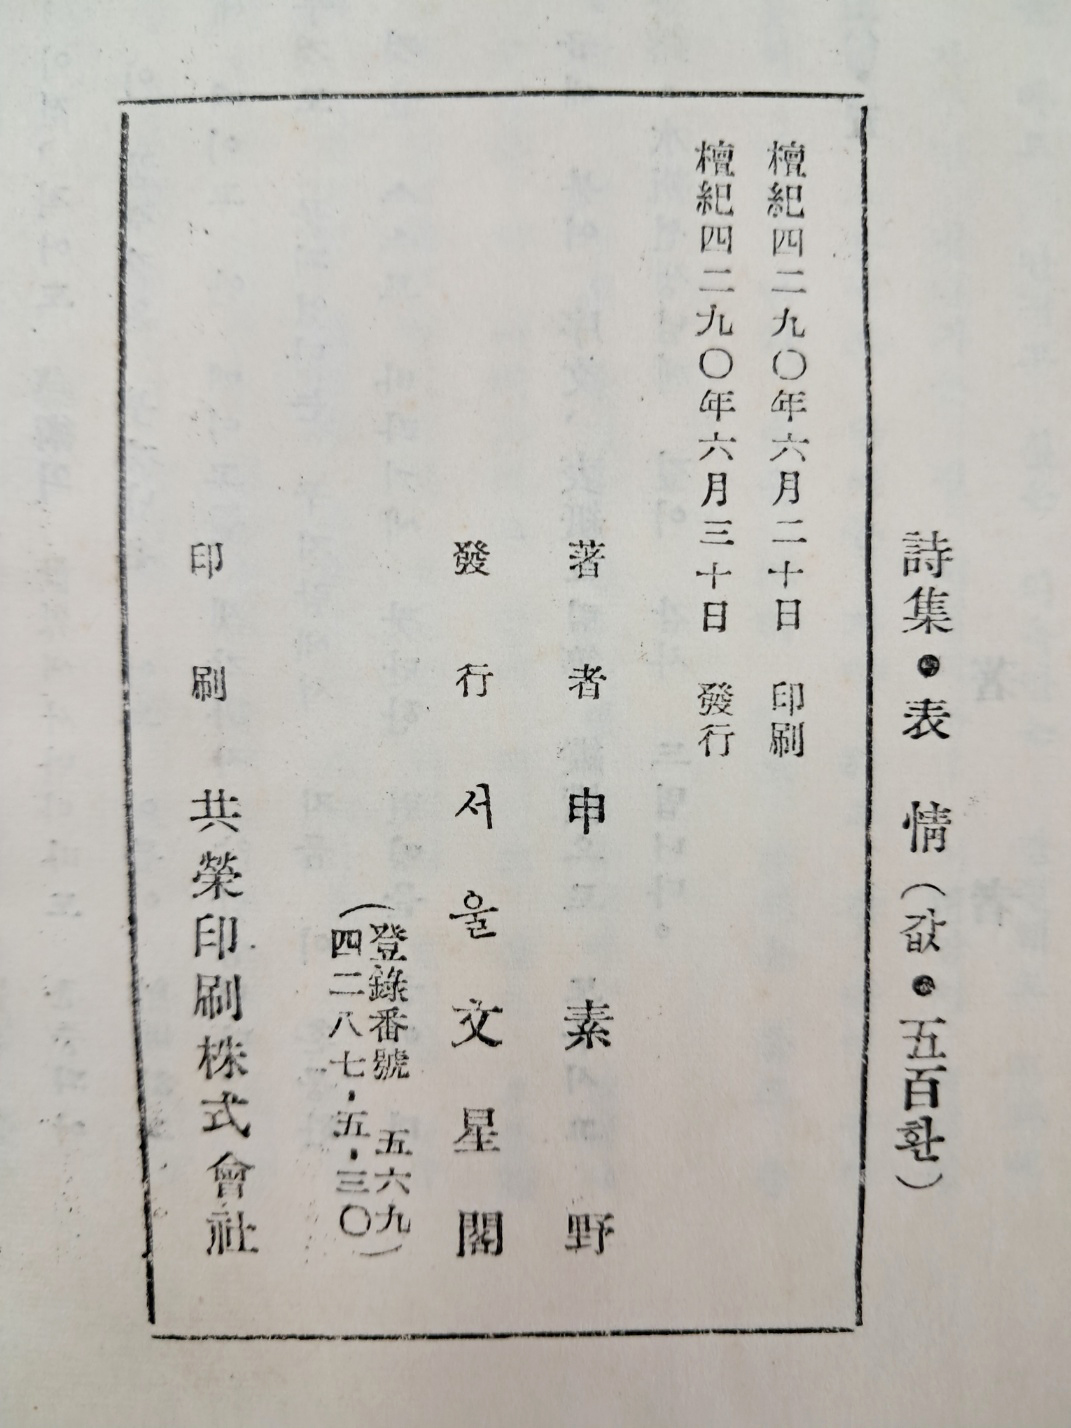 詩集●表 情(값●五百환)
檀紀四二九〇年六月二十日 印刷
檀紀四二九〇年六月三十日 發行
著 者 申 素 野
發 行 서 울 文 星 閣
(登錄番號 五六九
四二八七·五·三〇)
印 刷 共榮印刷株式會社